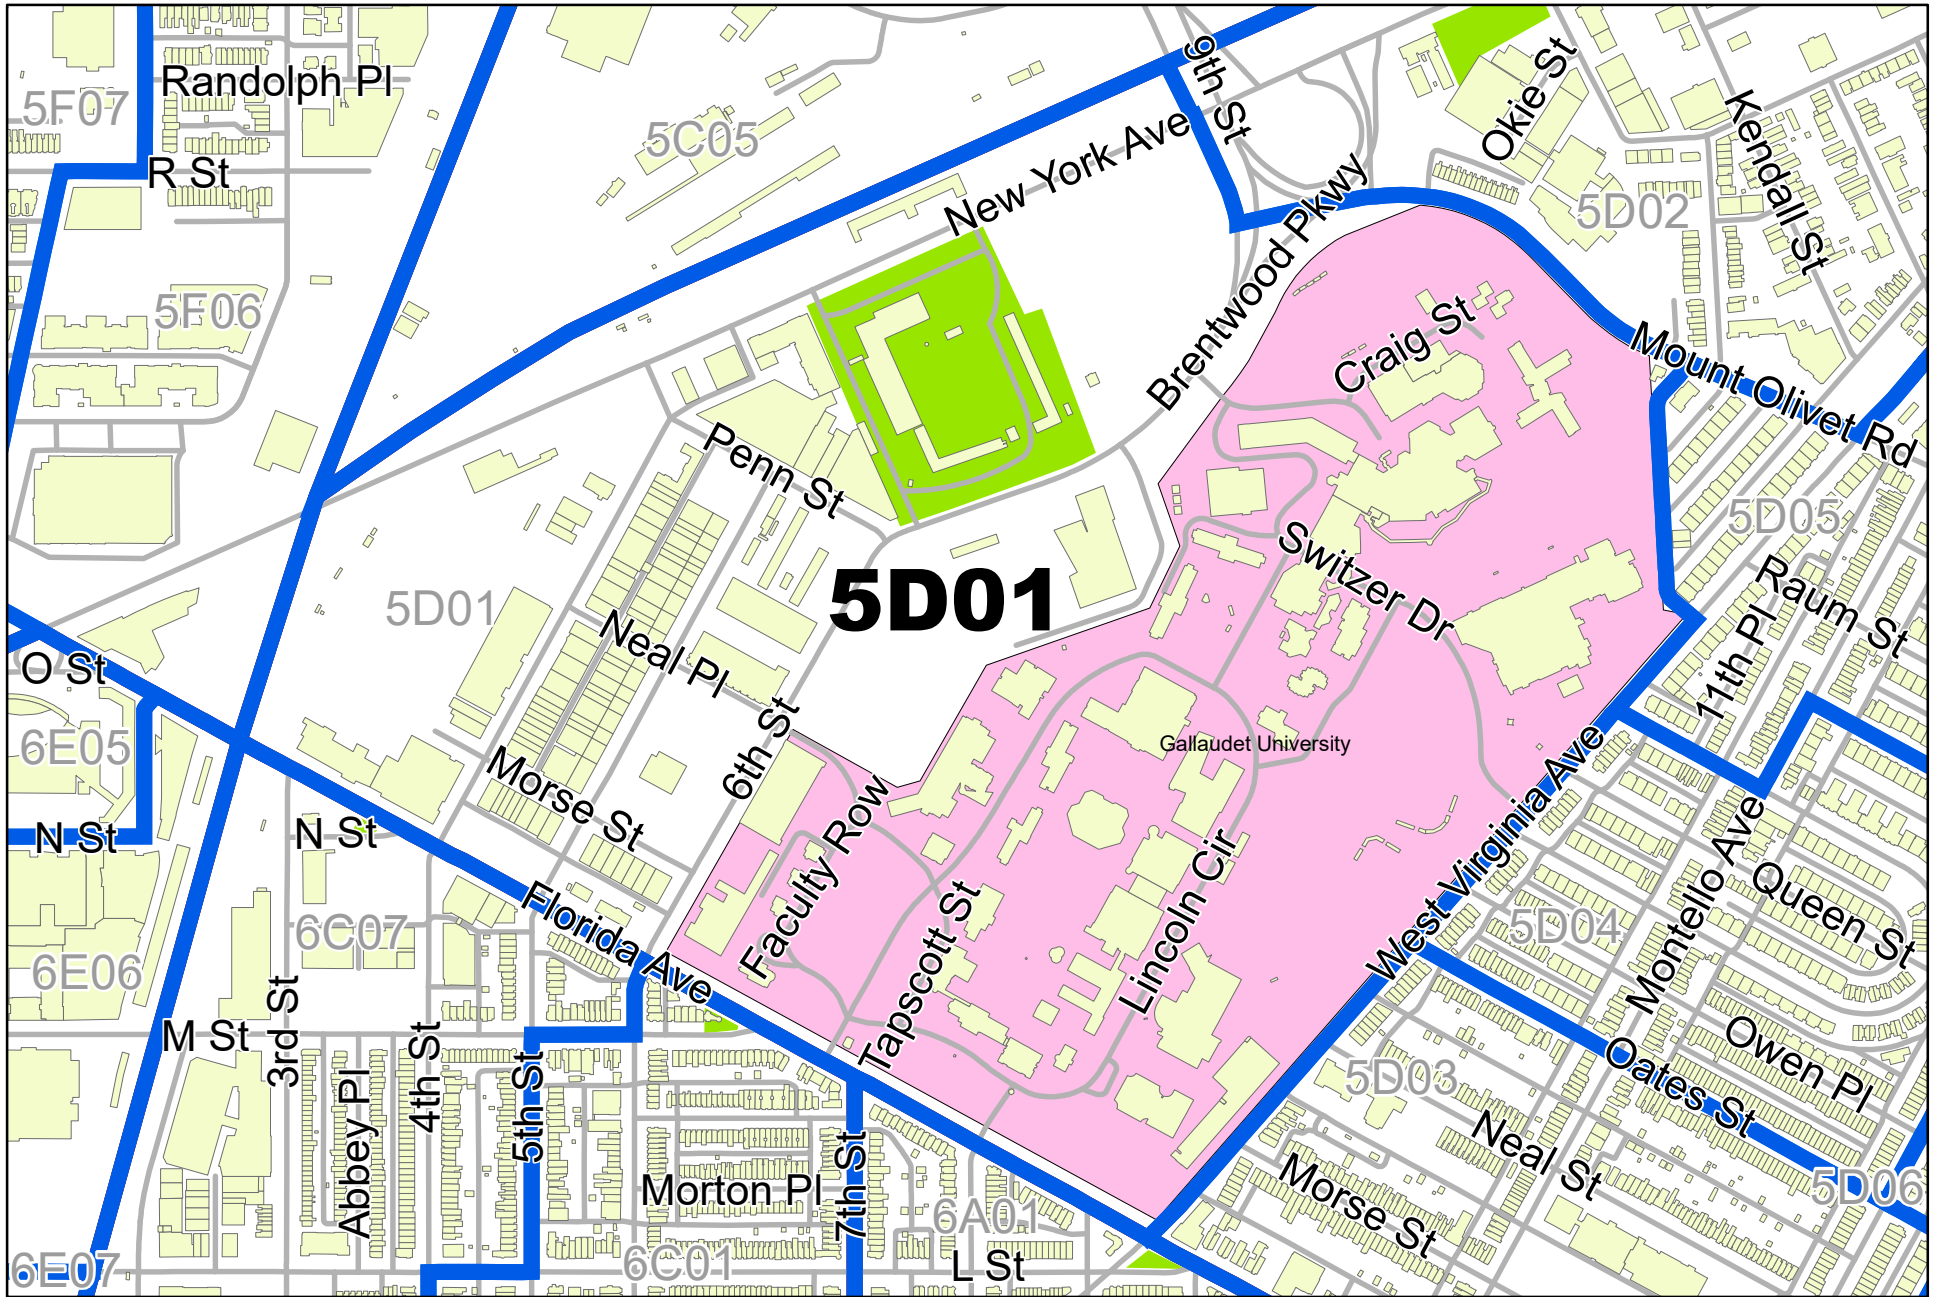 Randolph Pl
5F07
R St
5C05
New York Ave
9th St
Okie St
Kendall St
5D02
Brentwood Pkwy
5F06
Craig St
Mount Olivet Rd
Penn St
5D05
Switzer Dr
5D01
5D01
Raum St
Neal Pl
11th Pl
O St
6E05
6th St
Gallaudet University
West Virginia Ave
Morse St
N St
N St
Faculty Row
Montello Ave
Queen St
Florida Ave
6C07
5D04
6E06
Tapscott St
Lincoln Cir
M St
3rd St
4th St
5th St
Abbey Pl
Owen Pl
Oates St
5D03
Neal St
Morton Pl
7th St
Morse St
5D06
6A01
6E07
6C01
L St